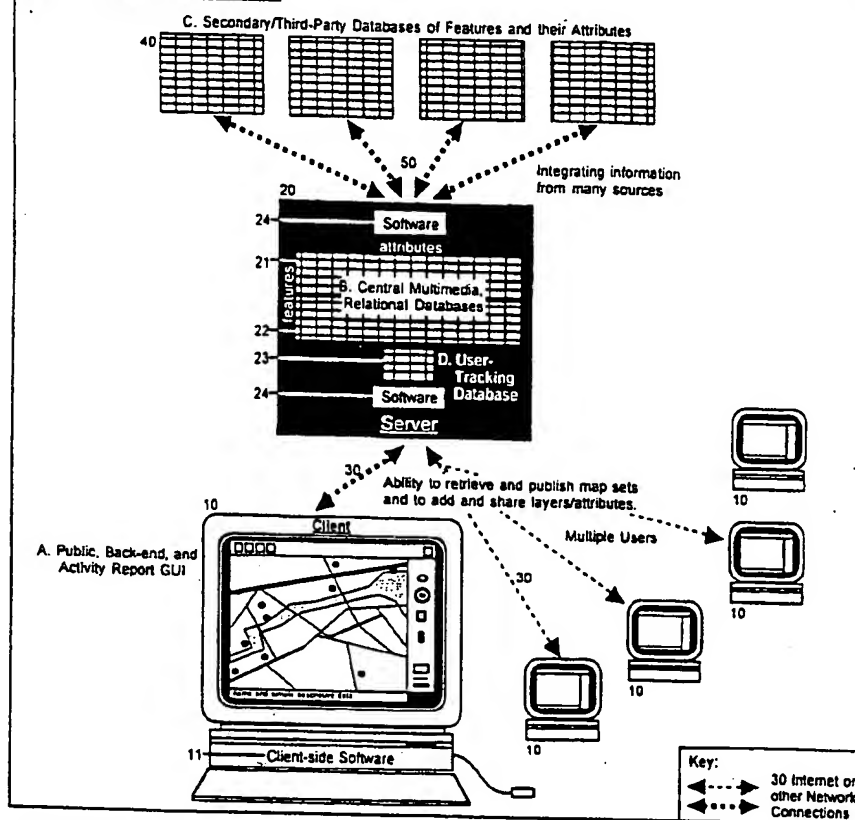 C. Secondary/Third-Party Databases of Features and their Attributes
40
50
Integrating information
from many sources
20
24
Software
attributes
21
features
B. Central Multimedia,
Relational Databases
22
23
D. User-
Tracking
Database
24
Software
Server
30
Ability to retrieve and publish map sets
and to add and share layers/attributes.
10
10
Client
Multiple Users
A. Public, Back-end, and
Activity Report GUI
30
10
10
10
11
Client-side Software
Key:
30 Internet or
other Network
Connections